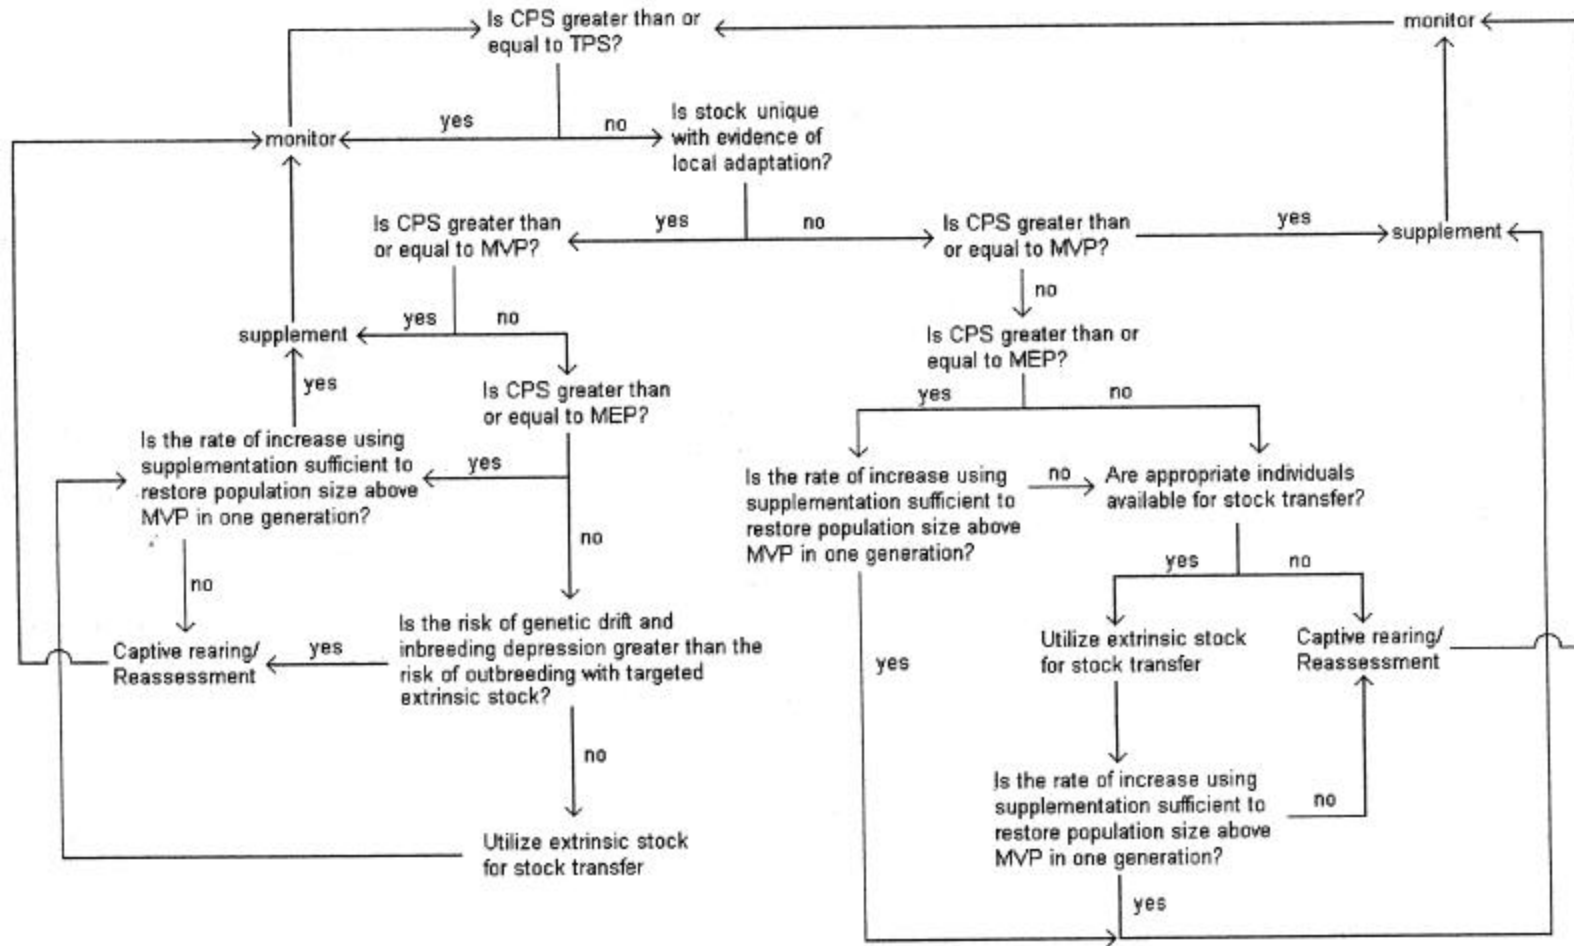 Is CPS greater than or
equal to TPS?
monitor
monitor
yes
no
Is stock unique
with evidence of
local adaptation?
Is CPS greater than
or equal to MVP?
yes
no
Is CPS greater than
or equal to MVP?
yes
supplement
no
supplement
yes
no
Is CPS greater than or
equal to MEP?
yes
Is CPS greater than
or equal to MEP?
yes
no
Is the rate of increase using
supplementation sufficient to
restore population size above
MVP in one generation?
yes
Is the rate of increase using
supplementation sufficient to
restore population size above
MVP in one generation?
no
Are appropriate individuals
available for stock transfer?
no
no
yes
no
Captive rearing/
Reassessment
yes
Is the risk of genetic drift and
inbreeding depression greater than the
risk of outbreeding with targeted
extrinsic stock?
yes
Utilize extrinsic stock
for stock transfer
Captive rearing/
Reassessment
no
Is the rate of increase using
supplementation sufficient to
restore population size above
MVP in one generation?
no
Utilize extrinsic stock
for stock transfer
yes